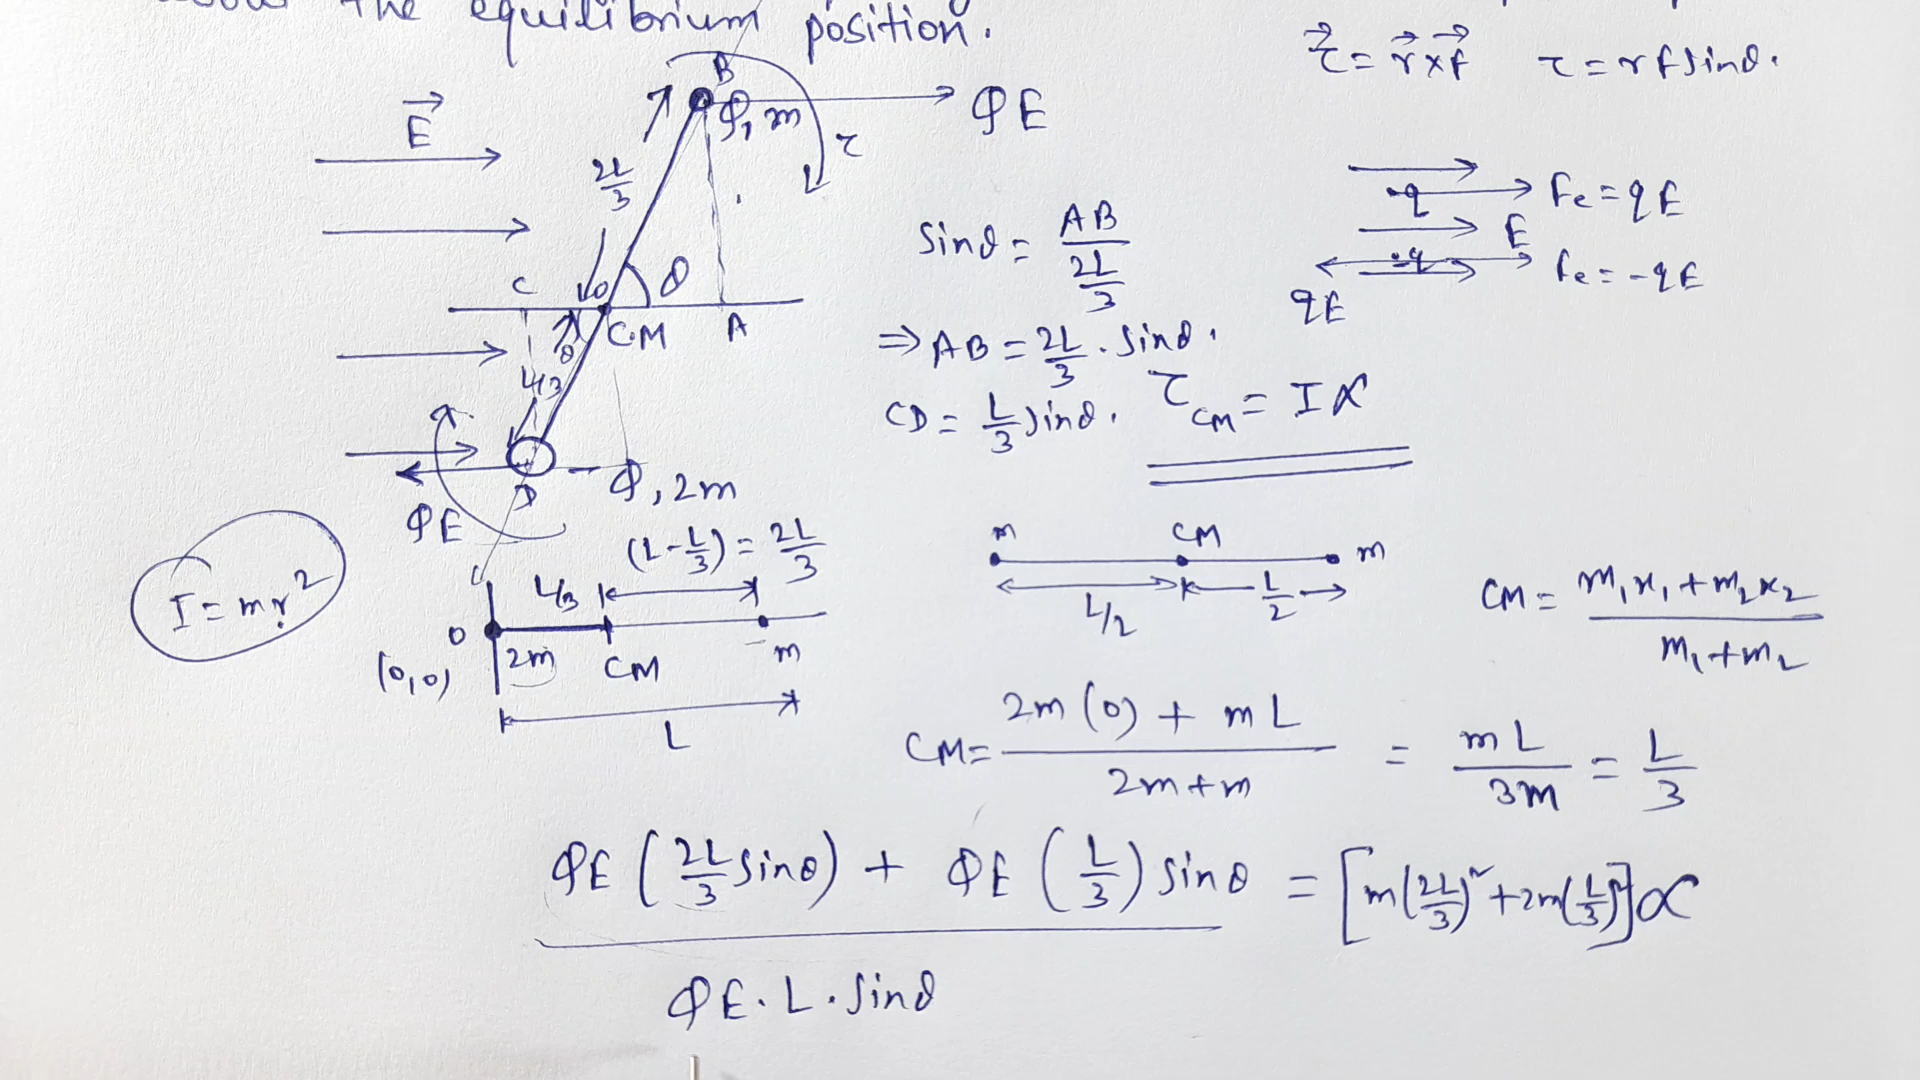 the equilibrium position.
τ⃗ = r⃗ × F⃗   τ = r f sinθ.
E⃗
B
Q, m
QE
τ
2L/3
θ
C
O
C.M
A
θ
L/3
D
-Q, 2m
QE
sinθ = AB / (2L/3)
⇒ AB = 2L/3 . sinθ.
CD = L/3 sinθ.
τ_CM = Iα
q
Fe = qE
E
-q
Fe = -qE
qE
I = mr²
(L - L/3) = 2L/3
L/3
O
(0,0)
2m
CM
m
L
m
CM
m
L/2
L/2
CM = (m₁x₁ + m₂x₂) / (m₁ + m₂)
CM = (2m(0) + mL) / (2m + m) = mL/3m = L/3
QE (2L/3 sinθ) + QE (L/3) sinθ = [m(2L/3)² + 2m(L/3)²] α
QE . L . sinθ